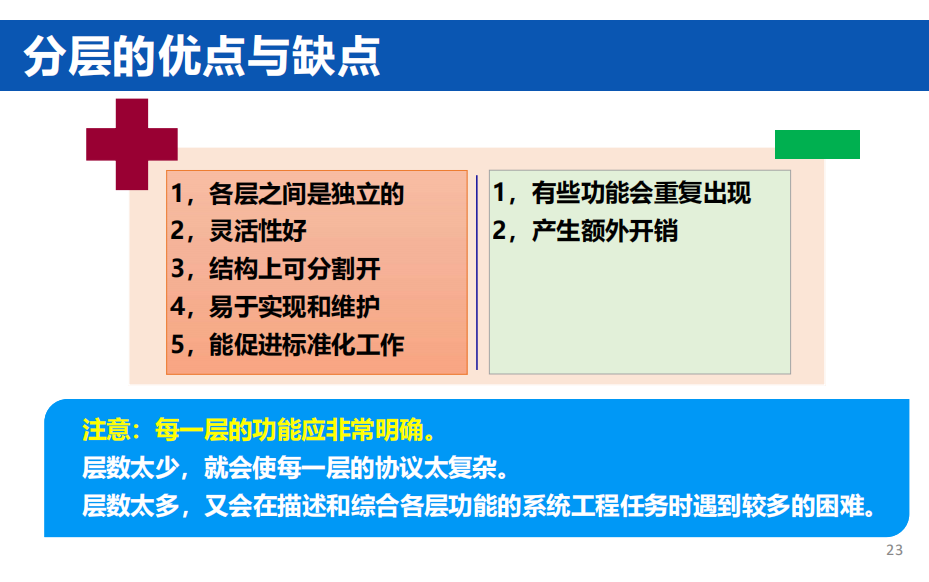 分层的优点与缺点
1，各层之间是独立的
2，灵活性好
3，结构上可分割开
4，易于实现和维护
5，能促进标准化工作
1，有些功能会重复出现
2，产生额外开销
注意：每一层的功能应非常明确。
层数太少，就会使每一层的协议太复杂。
层数太多，又会在描述和综合各层功能的系统工程任务时遇到较多的困难。
23